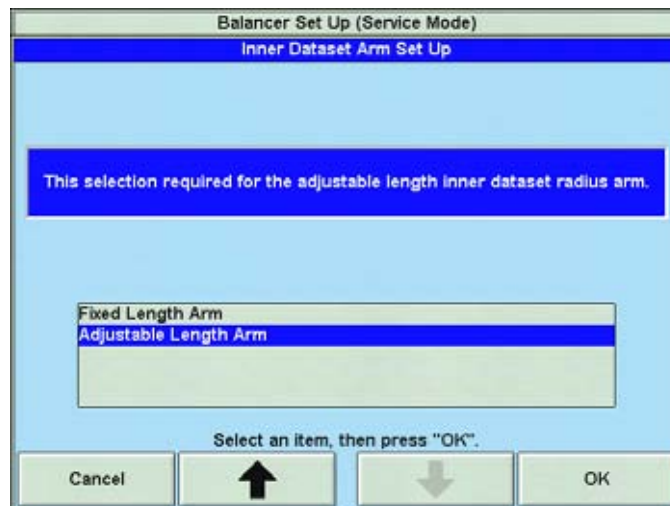 Balancer Set Up (Service Mode)
Inner Dataset Arm Set Up
This selection required for the adjustable length inner dataset radius arm.
Fixed Length Arm
Adjustable Length Arm
Select an item, then press "OK".
Cancel
OK